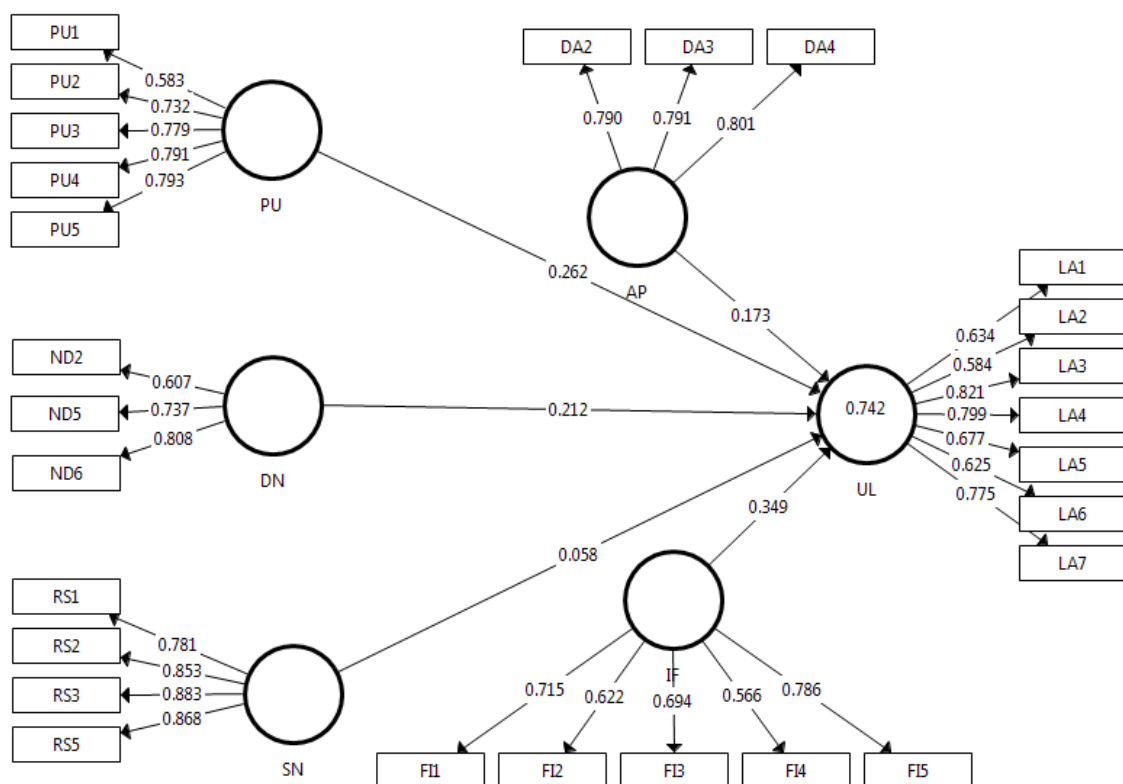 PU1
PU2
PU3
PU4
PU5
0.583
0.732
0.779
0.791
0.793
PU
DA2
DA3
DA4
0.790
0.791
0.801
AP
0.262
0.173
ND2
ND5
ND6
0.607
0.737
0.808
DN
0.212
0.742
UL
LA1
LA2
LA3
LA4
LA5
LA6
LA7
0.634
0.584
0.821
0.799
0.677
0.625
0.775
RS1
RS2
RS3
RS5
0.781
0.853
0.883
0.868
SN
0.058
0.349
IF
0.715
0.622
0.694
0.566
0.786
FI1
FI2
FI3
FI4
FI5